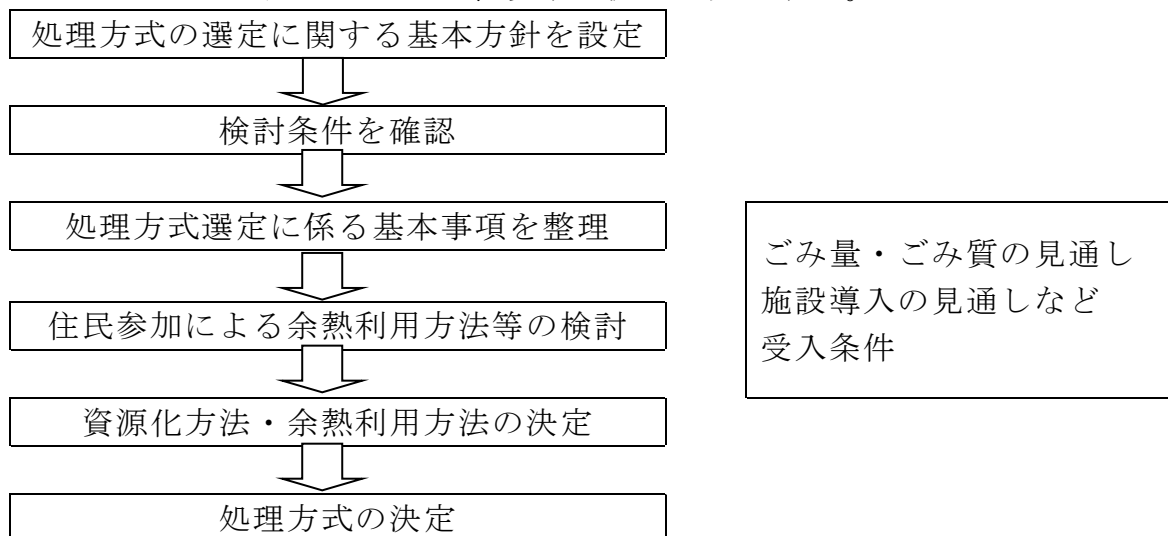 処理方式の選定に関する基本方針を設定
検討条件を確認
処理方式選定に係る基本事項を整理
住民参加による余熱利用方法等の検討
資源化方法・余熱利用方法の決定
処理方式の決定
ごみ量・ごみ質の見通し
施設導入の見通しなど
受入条件